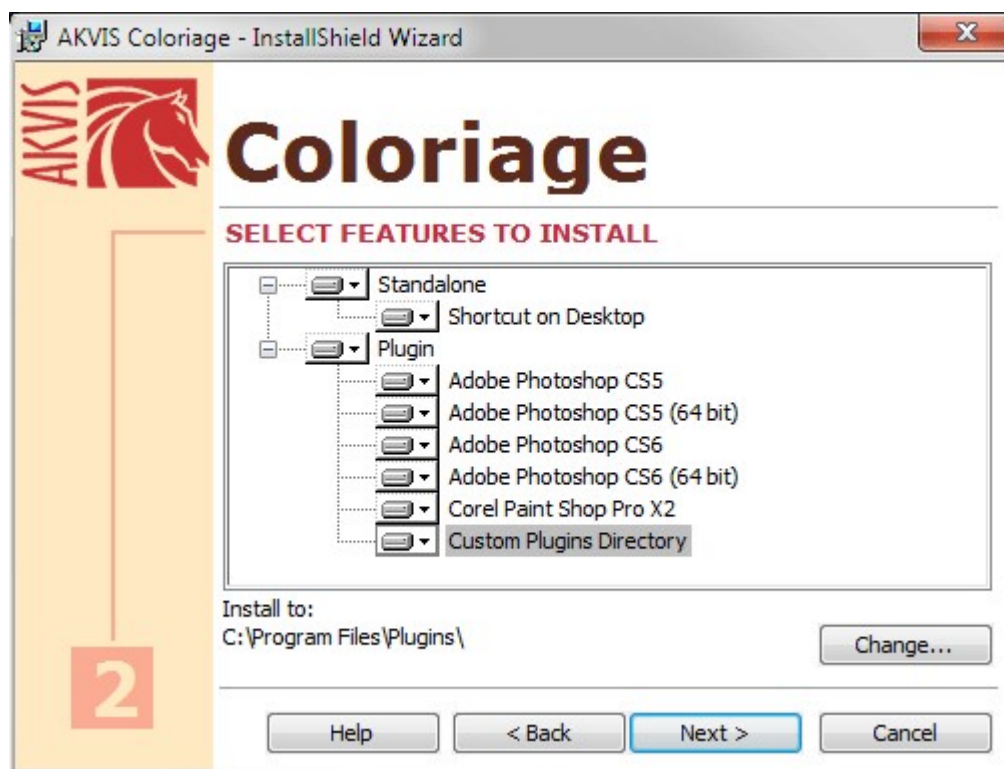 AKVIS Coloriage - InstallShield Wizard
AKVIS
Coloriage
SELECT FEATURES TO INSTALL
Standalone
Shortcut on Desktop
Plugin
Adobe Photoshop CS5
Adobe Photoshop CS5 (64 bit)
Adobe Photoshop CS6
Adobe Photoshop CS6 (64 bit)
Corel Paint Shop Pro X2
Custom Plugins Directory
Install to:
C:\Program Files\Plugins\
Change...
2
Help
< Back
Next >
Cancel